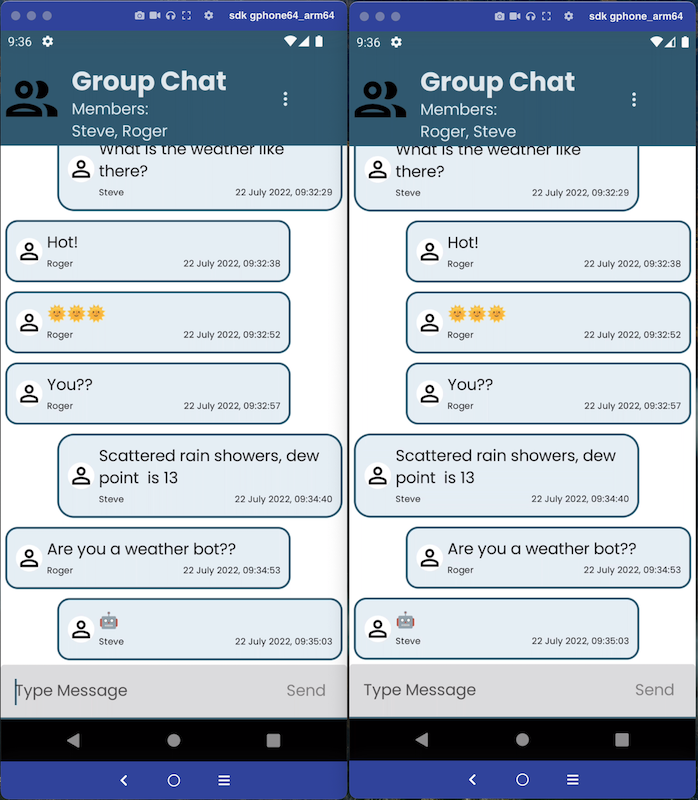 sdk gphone64_arm64
9:36
Group Chat
Members:
Steve, Roger
What is the weather like
there?
Steve 22 July 2022, 09:32:29
Hot!
Roger 22 July 2022, 09:32:38
🌞🌞🌞
Roger 22 July 2022, 09:32:52
You??
Roger 22 July 2022, 09:32:57
Scattered rain showers, dew
point  is 13
Steve 22 July 2022, 09:34:40
Are you a weather bot??
Roger 22 July 2022, 09:34:53
🤖
Steve 22 July 2022, 09:35:03
Type Message Send
sdk gphone_arm64
9:36
Group Chat
Members:
Roger, Steve
What is the weather like
there?
Steve 22 July 2022, 09:32:29
Hot!
Roger 22 July 2022, 09:32:38
🌞🌞🌞
Roger 22 July 2022, 09:32:52
You??
Roger 22 July 2022, 09:32:57
Scattered rain showers, dew
point  is 13
Steve 22 July 2022, 09:34:40
Are you a weather bot??
Roger 22 July 2022, 09:34:53
🤖
Steve 22 July 2022, 09:35:03
Type Message Send